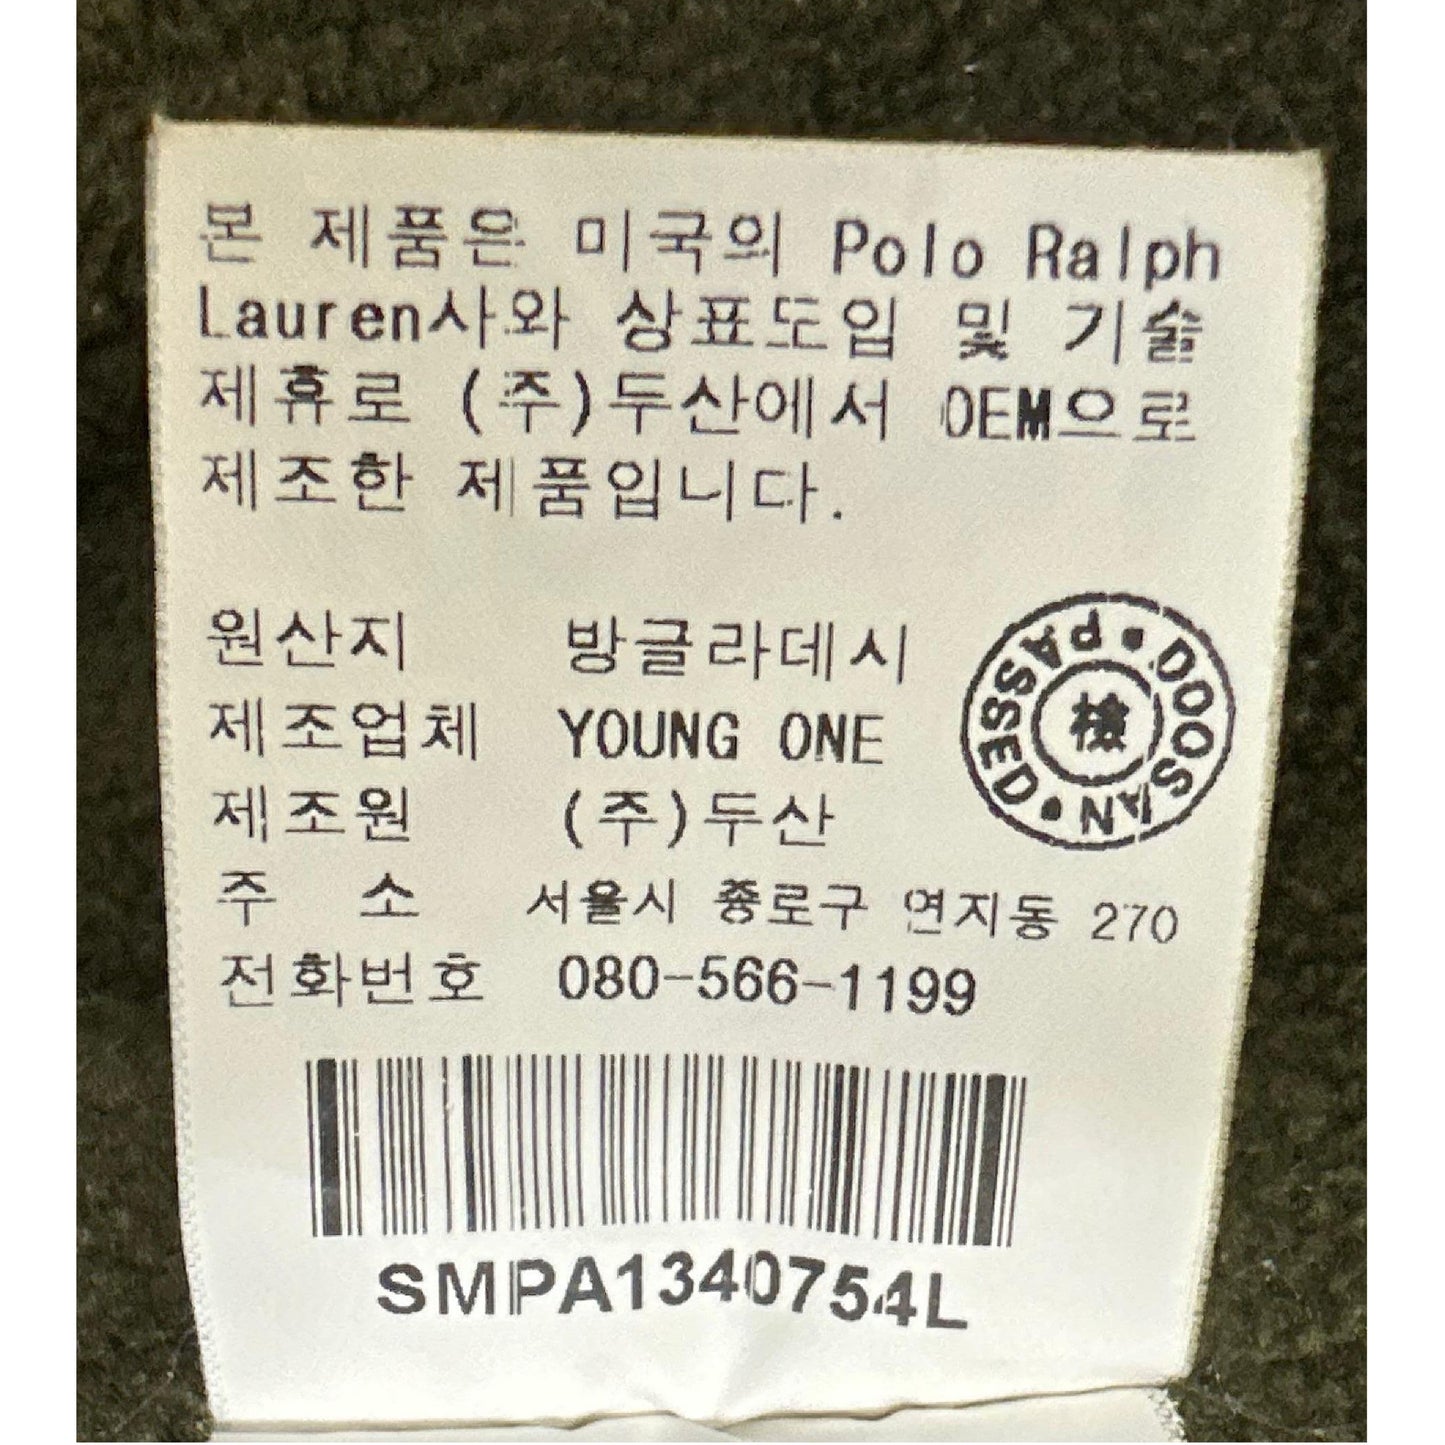 본 제품은 미국의 Polo Ralph
Lauren사와 상표도입 및 기술
제휴로 (주)두산에서 OEM으로
제조한 제품입니다.
원산지 방글라데시
제조업체 YOUNG ONE
제조원 (주)두산
주 소 서울시 종로구 연지동 270
전화번호 080-566-1199
DOOSAN • PASSED •
檢
SMPA1340754L